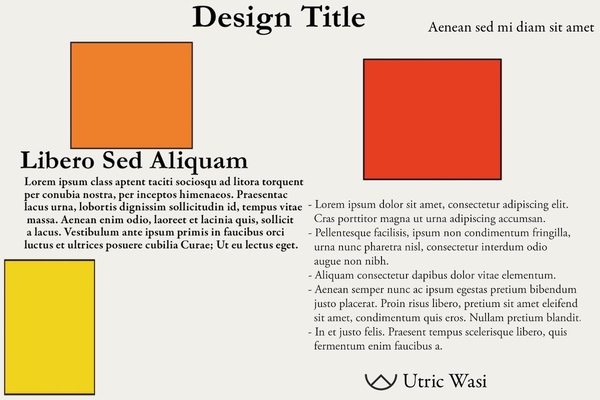 Design Title
Aenean sed mi diam sit amet
Libero Sed Aliquam
Lorem ipsum class aptent taciti sociosqu ad litora torquent
per conubia nostra, per inceptos himenaeos. Praesentac
lacus urna, lobortis dignissim sollicitudin id, tempus vitae
massa. Aenean enim odio, laoreet et lacinia quis, sollicit
a lacus. Vestibulum ante ipsum primis in faucibus orci
luctus et ultrices posuere cubilia Curae; Ut eu lectus eget.
- Lorem ipsum dolor sit amet, consectetur adipiscing elit.
Cras porttitor magna ut urna adipiscing accumsan.
- Pellentesque facilisis, ipsum non condimentum fringilla,
urna nunc pharetra nisl, consectetur interdum odio
augue non nibh.
- Aliquam consectetur dapibus dolor vitae elementum.
- Aenean semper nunc ac ipsum egestas pretium bibendum
justo placerat. Proin risus libero, pretium sit amet eleifend
sit amet, condimentum quis eros. Nullam pretium blandit.
- In et justo felis. Praesent tempus scelerisque libero, quis
fermentum enim faucibus a.
Utric Wasi